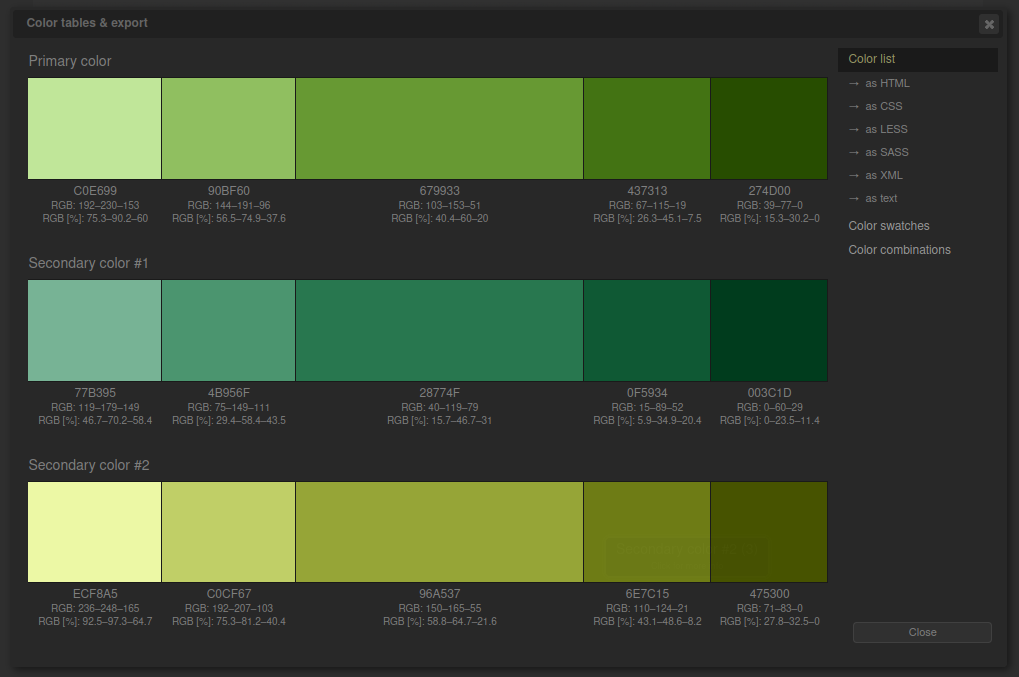 Color tables & export
Primary color
C0E699
RGB: 192–230–153
RGB [%]: 75.3–90.2–60
90BF60
RGB: 144–191–96
RGB [%]: 56.5–74.9–37.6
679933
RGB: 103–153–51
RGB [%]: 40.4–60–20
437313
RGB: 67–115–19
RGB [%]: 26.3–45.1–7.5
274D00
RGB: 39–77–0
RGB [%]: 15.3–30.2–0
Secondary color #1
77B395
RGB: 119–179–149
RGB [%]: 46.7–70.2–58.4
4B956F
RGB: 75–149–111
RGB [%]: 29.4–58.4–43.5
28774F
RGB: 40–119–79
RGB [%]: 15.7–46.7–31
0F5934
RGB: 15–89–52
RGB [%]: 5.9–34.9–20.4
003C1D
RGB: 0–60–29
RGB [%]: 0–23.5–11.4
Secondary color #2
ECF8A5
RGB: 236–248–165
RGB [%]: 92.5–97.3–64.7
C0CF67
RGB: 192–207–103
RGB [%]: 75.3–81.2–40.4
96A537
RGB: 150–165–55
RGB [%]: 58.8–64.7–21.6
6E7C15
RGB: 110–124–21
RGB [%]: 43.1–48.6–8.2
475300
RGB: 71–83–0
RGB [%]: 27.8–32.5–0
Color list
→ as HTML
→ as CSS
→ as LESS
→ as SASS
→ as XML
→ as text
Color swatches
Color combinations
Close